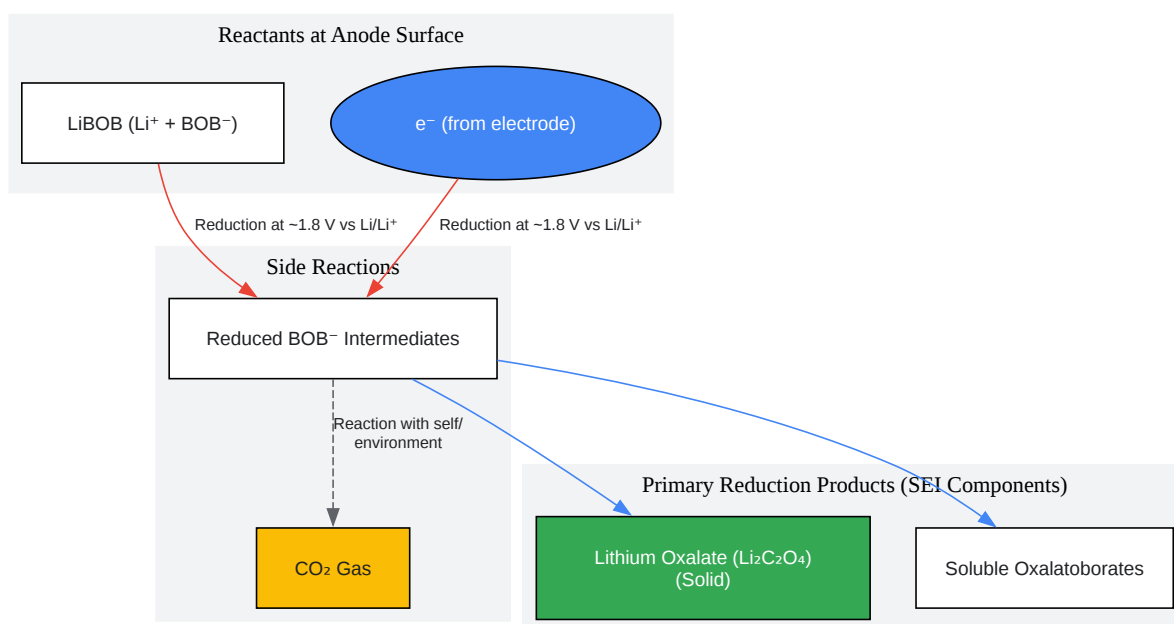 Reactants at Anode Surface
LiBOB (Li⁺ + BOB⁻)
e⁻ (from electrode)
Reduction at ~1.8 V vs Li/Li⁺
Reduction at ~1.8 V vs Li/Li⁺
Side Reactions
Reduced BOB⁻ Intermediates
Reaction with self/
environment
Primary Reduction Products (SEI Components)
CO₂ Gas
Lithium Oxalate (Li₂C₂O₄)
(Solid)
Soluble Oxalatoborates